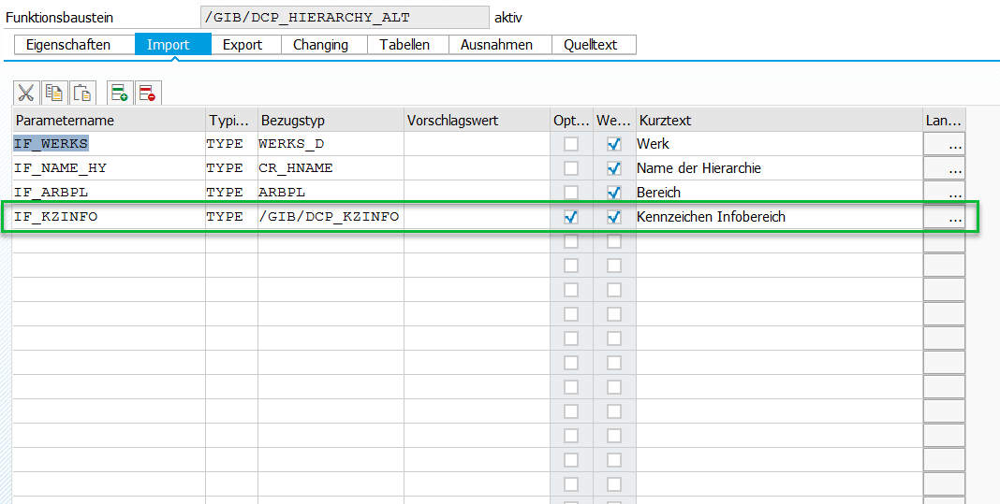 Funktionsbaustein /GIB/DCP_HIERARCHY_ALT aktiv
Eigenschaften Import Export Changing Tabellen Ausnahmen Quelltext
Parametername Typi... Bezugstyp Vorschlagswert Opt... We... Kurztext Lan...
IF_WERKS TYPE WERKS_D Werk ...
IF_NAME_HY TYPE CR_HNAME Name der Hierarchie ...
IF_ARBPL TYPE ARBPL Bereich ...
IF_KZINFO TYPE /GIB/DCP_KZINFO Kennzeichen Infobereich ...